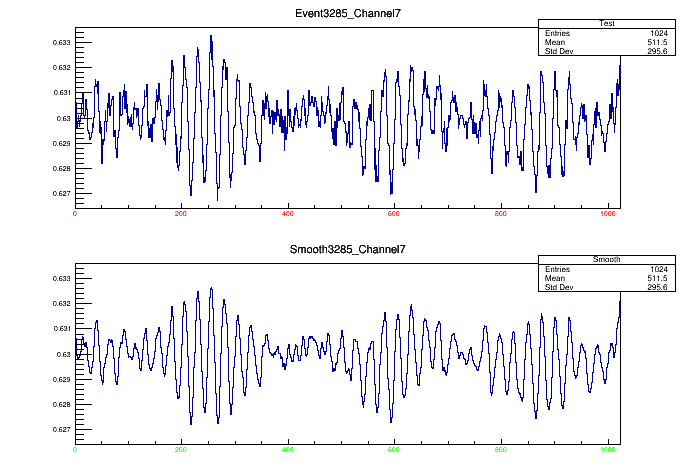 Event3285_Channel7
Test
Entries 1024
Mean 511.5
Std Dev 295.6
0.633
0.632
0.631
0.63
0.629
0.628
0.627
0 200 400 600 800 1000
Smooth3285_Channel7
Smooth
Entries 1024
Mean 511.5
Std Dev 295.6
0.633
0.632
0.631
0.63
0.629
0.628
0.627
0 200 400 600 800 1000